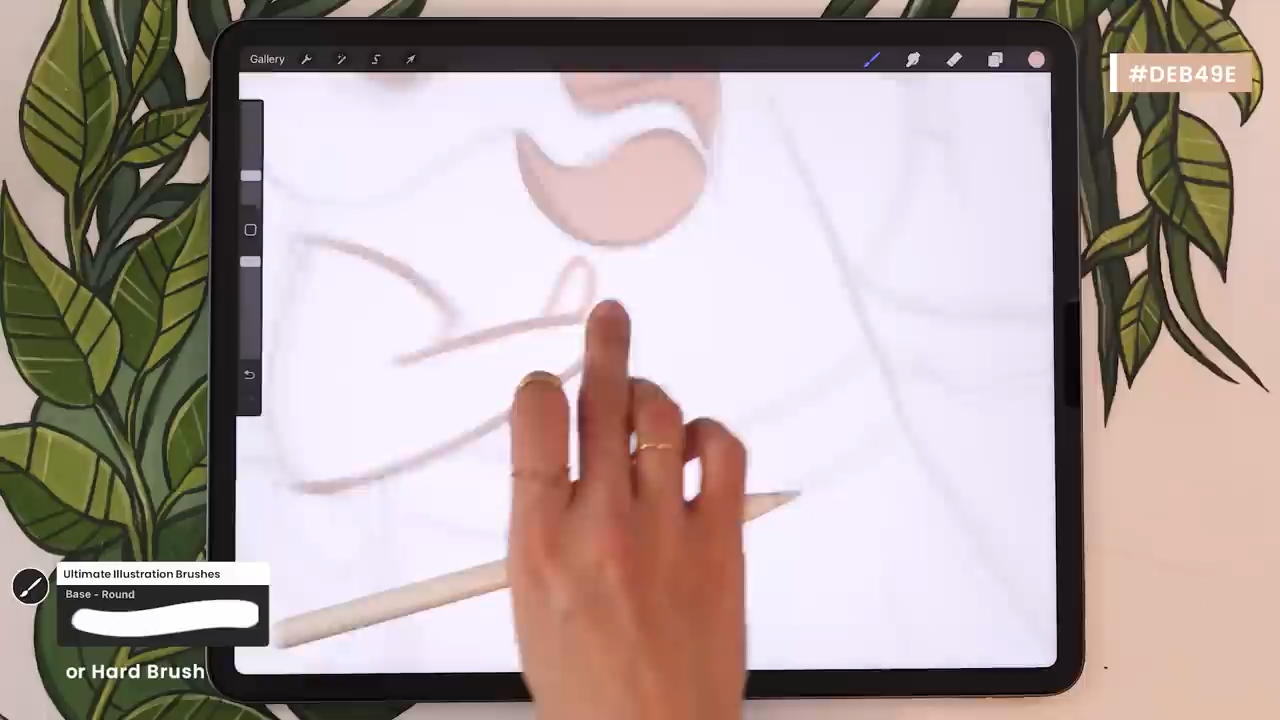 Gallery
#DEB49E
Ultimate Illustration Brushes
Base - Round
or Hard Brush